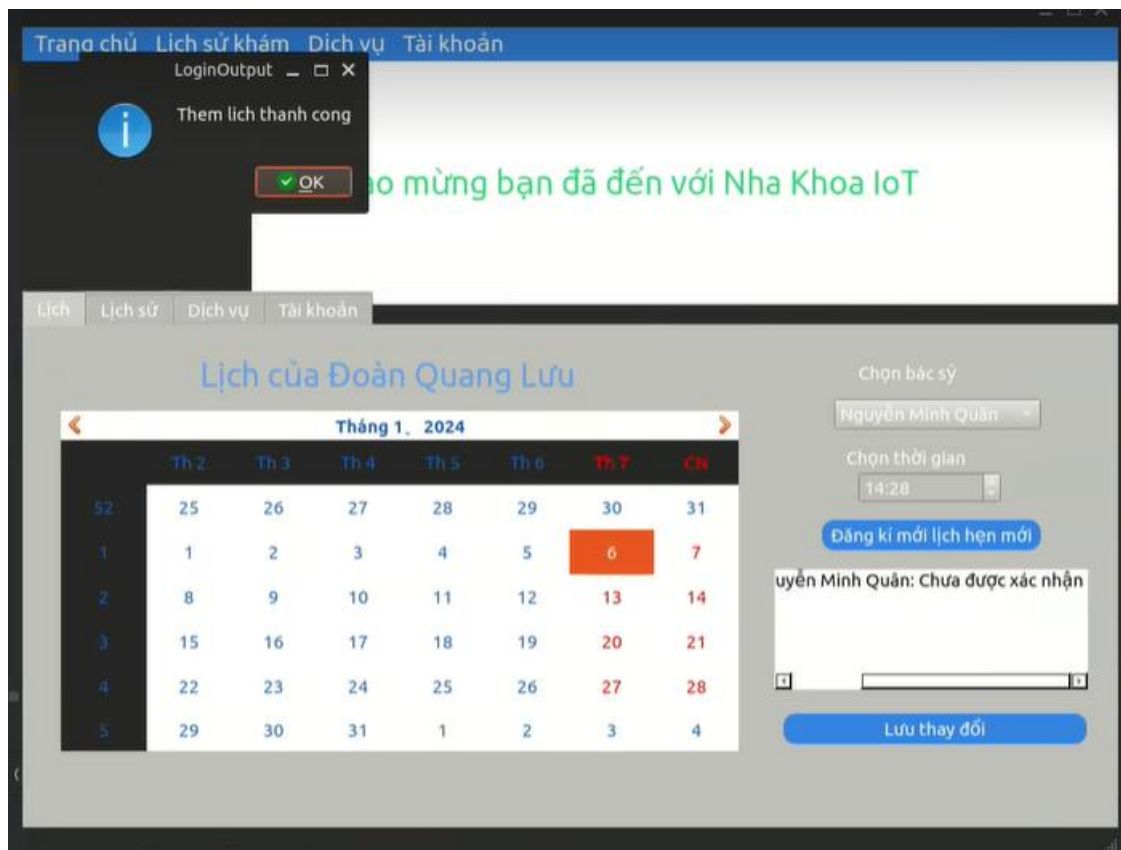 Trang chủ Lịch sử khám Dịch vụ Tài khoản
LoginOutput
Them lich thanh cong
OK
ào mừng bạn đã đến với Nha Khoa IoT
Lịch Lịch sử Dịch vụ Tài khoản
Lịch của Đoàn Quang Lưu
Chọn bác sỹ
Nguyễn Minh Quân
Tháng 1, 2024
Chọn thời gian
14:28
Th 2 Th 3 Th 4 Th 5 Th 6 Th 7 CN
52 25 26 27 28 29 30 31
Đăng kí mới lịch hẹn mới
1 1 2 3 4 5 6 7
uyễn Minh Quân: Chưa được xác nhận
2 8 9 10 11 12 13 14
3 15 16 17 18 19 20 21
4 22 23 24 25 26 27 28
5 29 30 31 1 2 3 4
Lưu thay đổi